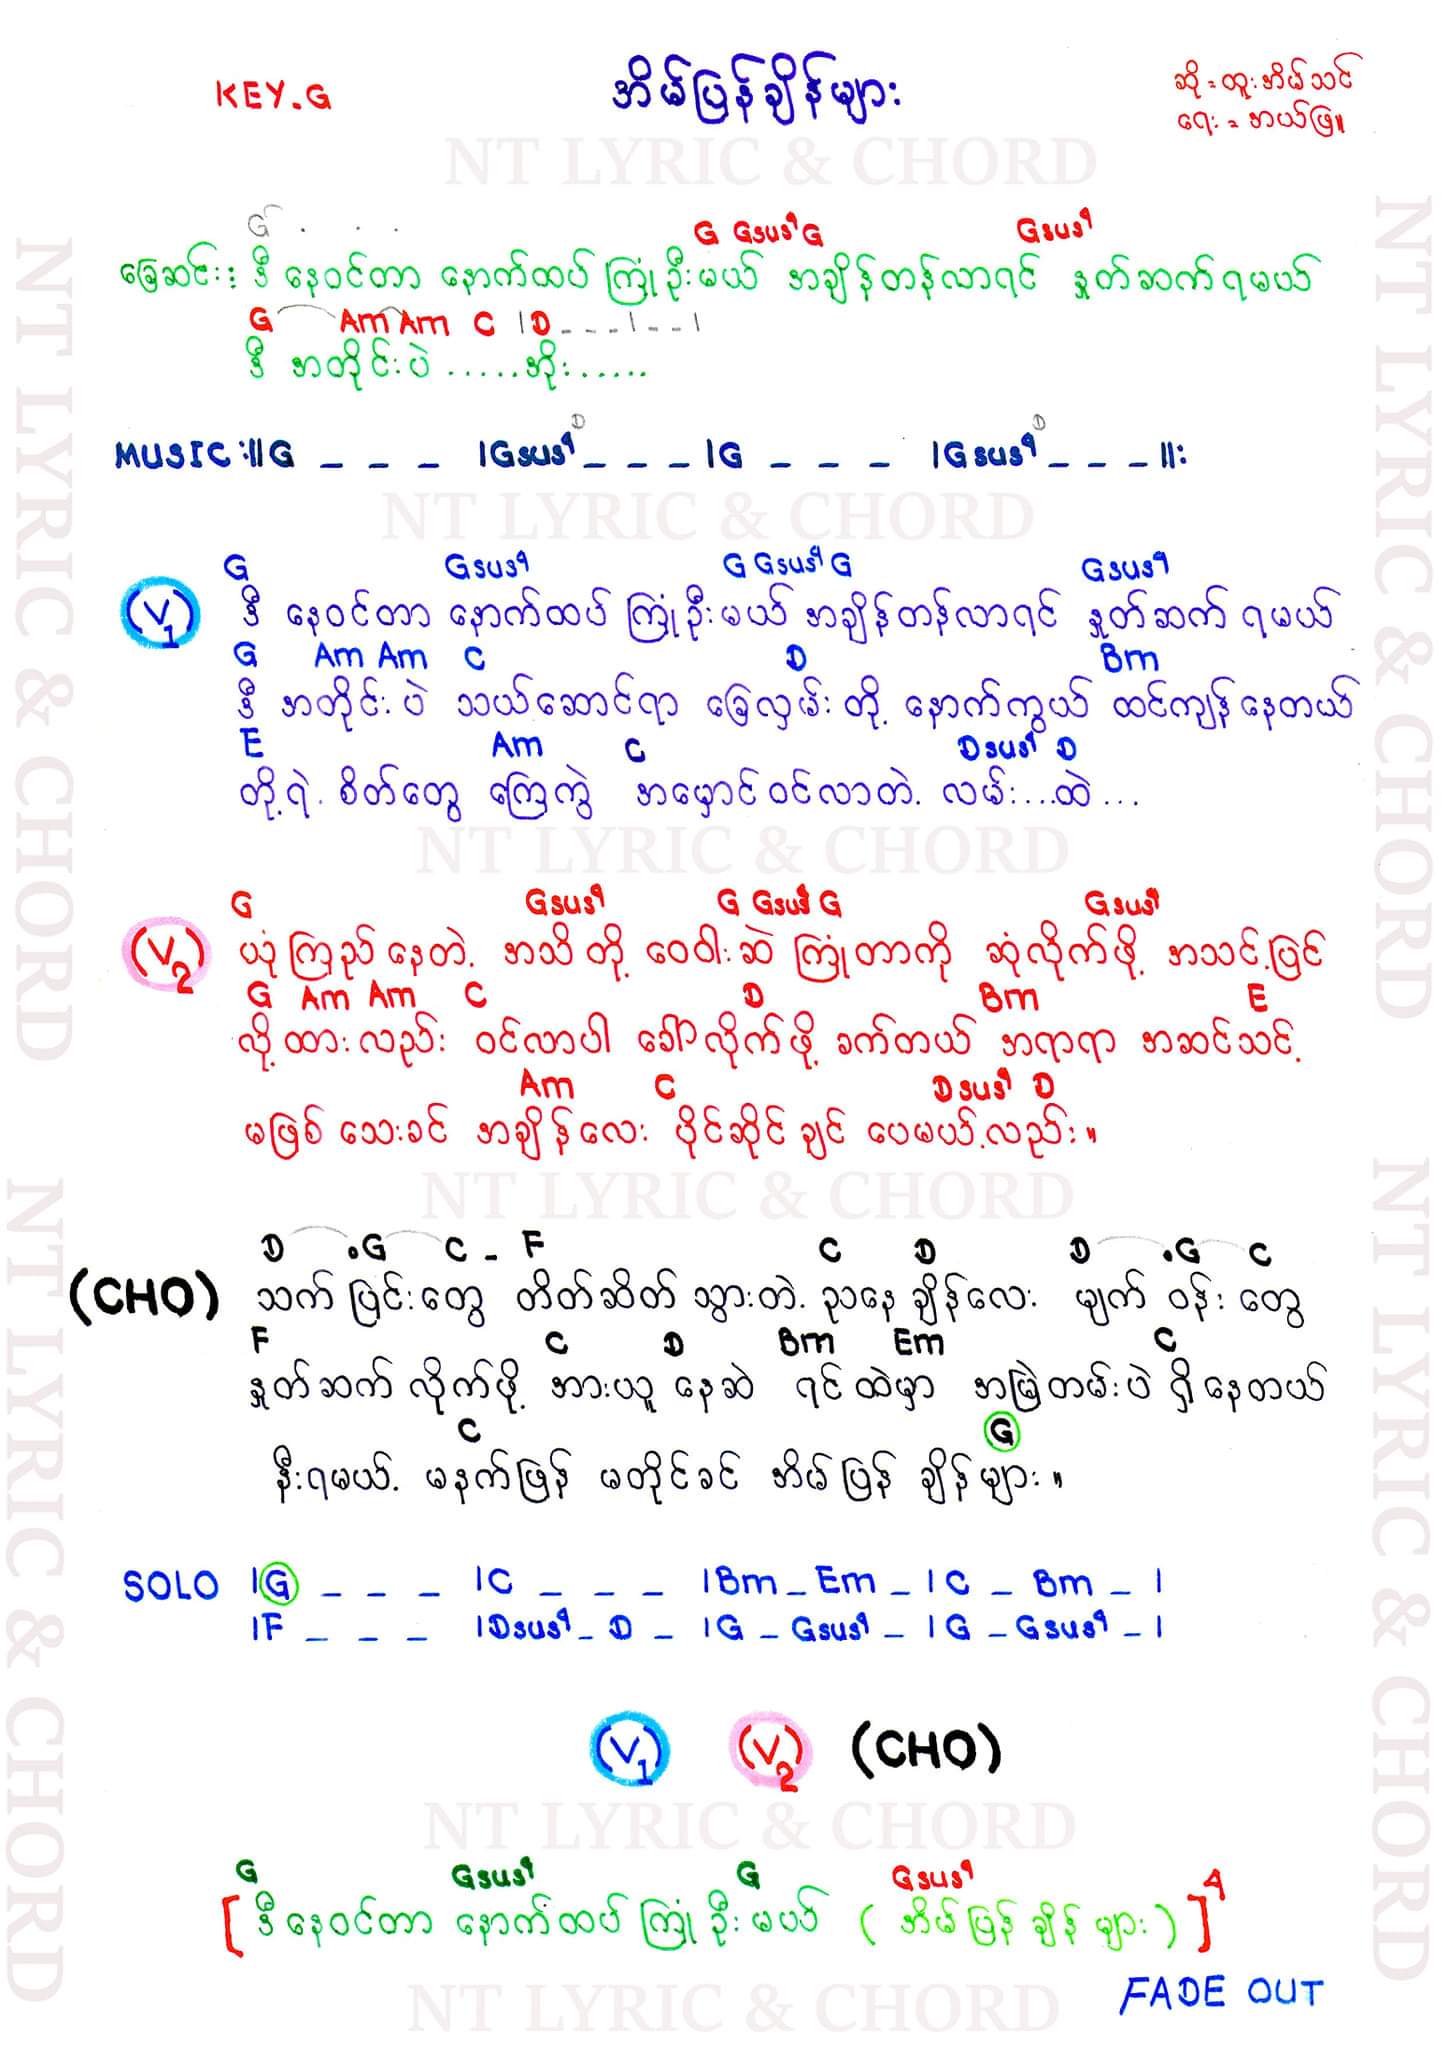 KEY.G
အိမ်ပြန်ချိန်များ
ဆို = ထူးအိမ်သင်
ရေး = အယ်ဖြူ။
NT LYRIC & CHORD
G
G Gsus4 G Gsus4
ခြေဆင်း : ဒီ နေဝင်တာ နောက်ထပ် ကြုံဦးမယ် အချိန်တန်လာရင် နှုတ်ဆက်ရမယ်
G Am Am C | D _ _ _ | _ _ |
ဒီ အတိုင်းပဲ .....အိုး......
D D
MUSIC :||G _ _ _ |Gsus4 _ _ _ |G _ _ _ |Gsus4 _ _ _ ||:
NT LYRIC & CHORD
G Gsus4 G Gsus4 G Gsus4
(V1) ဒီ နေဝင်တာ နောက်ထပ် ကြုံဦးမယ် အချိန်တန်လာရင် နှုတ်ဆက် ရမယ်
G Am Am C D Bm
ဒီ အတိုင်းပဲ သယ်ဆောင်ရာ ခြေလှမ်းတို့ နောက်ကွယ် ထင်ကျန်နေတယ်
E Am C Dsus4 D
တို့ရဲ့ စိတ်တွေ ကြေကွဲ အမှောင်ဝင်လာတဲ့ လမ်း...ထဲ...
NT LYRIC & CHORD
G Gsus4 G Gsus4 G Gsus4
(V2) ယုံကြည်နေတဲ့ အသိတို့ ဝေဝါးဆဲ ကြုံတာကို ဆုံလိုက်ဖို့ အသင့်ပြင်
G Am Am C D Bm E
လို့ထားလည်း ဝင်လာပါ ခေါ်လိုက်ဖို့ ခက်တယ် အရာရာ အဆင်သင့်
Am C Dsus4 D
မဖြစ်သေးခင် အချိန်လေး ပိုင်ဆိုင်ချင် ပေမယ့်လည်း။
NT LYRIC & CHORD
D .G C - F C D D .G C
(CHO) သက်ပြင်းတွေ တိတ်ဆိတ်သွားတဲ့ ညနေချိန်လေး မျက်ဝန်းတွေ
F C D Bm Em C
နှုတ်ဆက်လိုက်ဖို့ အားယူနေဆဲ ရင်ထဲမှာ အမြဲတမ်းပဲ ရှိနေတယ်
C G
နီးရမယ့် မနက်ဖြန် မတိုင်ခင် အိမ်ပြန်ချိန်များ။
SOLO |G _ _ _ |C _ _ _ |Bm _ Em _ |C _ Bm _ |
|F _ _ _ |Dsus4 _ D _ |G _ Gsus4 _ |G _ Gsus4 _ |
(V1) (V2) (CHO)
NT LYRIC & CHORD
G Gsus4 G Gsus4
[ ဒီနေဝင်တာ နောက်ထပ် ကြုံဦးမယ် ( အိမ်ပြန်ချိန်များ ) ]4
NT LYRIC & CHORD
FADE OUT
NT LYRIC & CHORD
NT LYRIC & CHORD
NT LYRIC & CHORD
NT LYRIC & CHORD